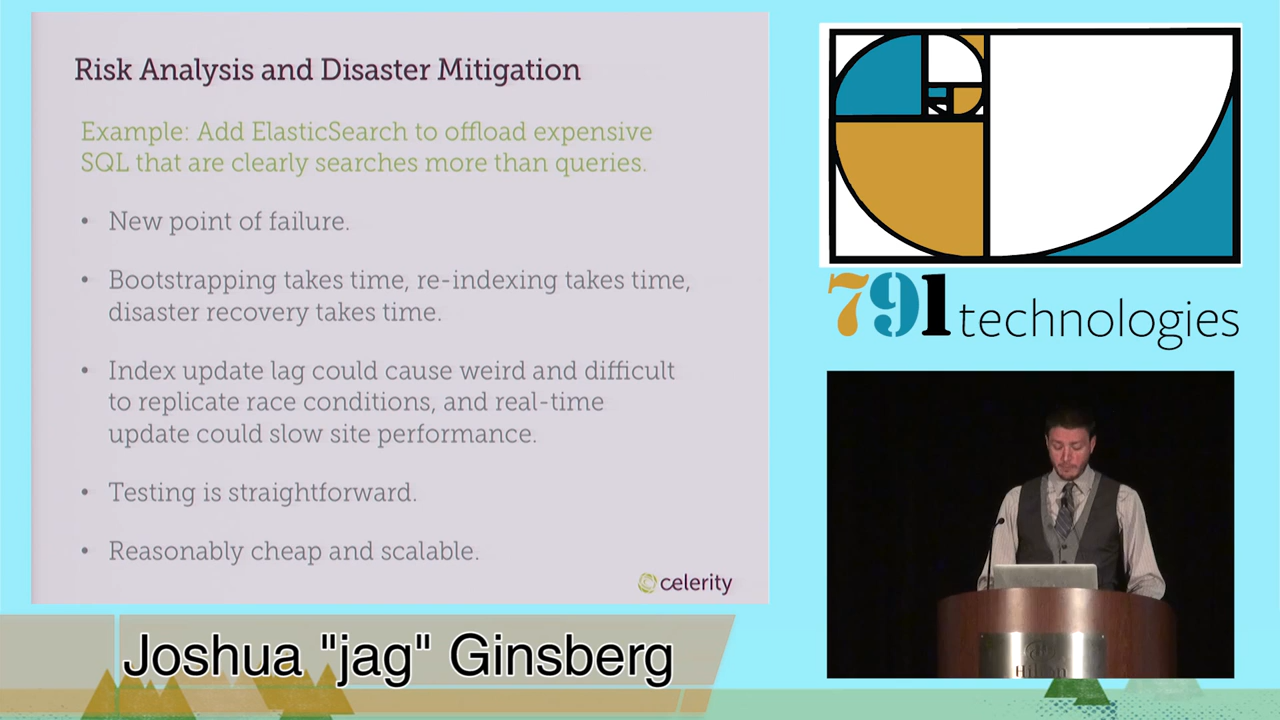 Risk Analysis and Disaster Mitigation
Example: Add ElasticSearch to offload expensive
SQL that are clearly searches more than queries.
• New point of failure.
• Bootstrapping takes time, re-indexing takes time,
disaster recovery takes time.
• Index update lag could cause weird and difficult
to replicate race conditions, and real-time
update could slow site performance.
• Testing is straightforward.
• Reasonably cheap and scalable.
celerity
791 technologies
Hilton
Joshua "jag" Ginsberg